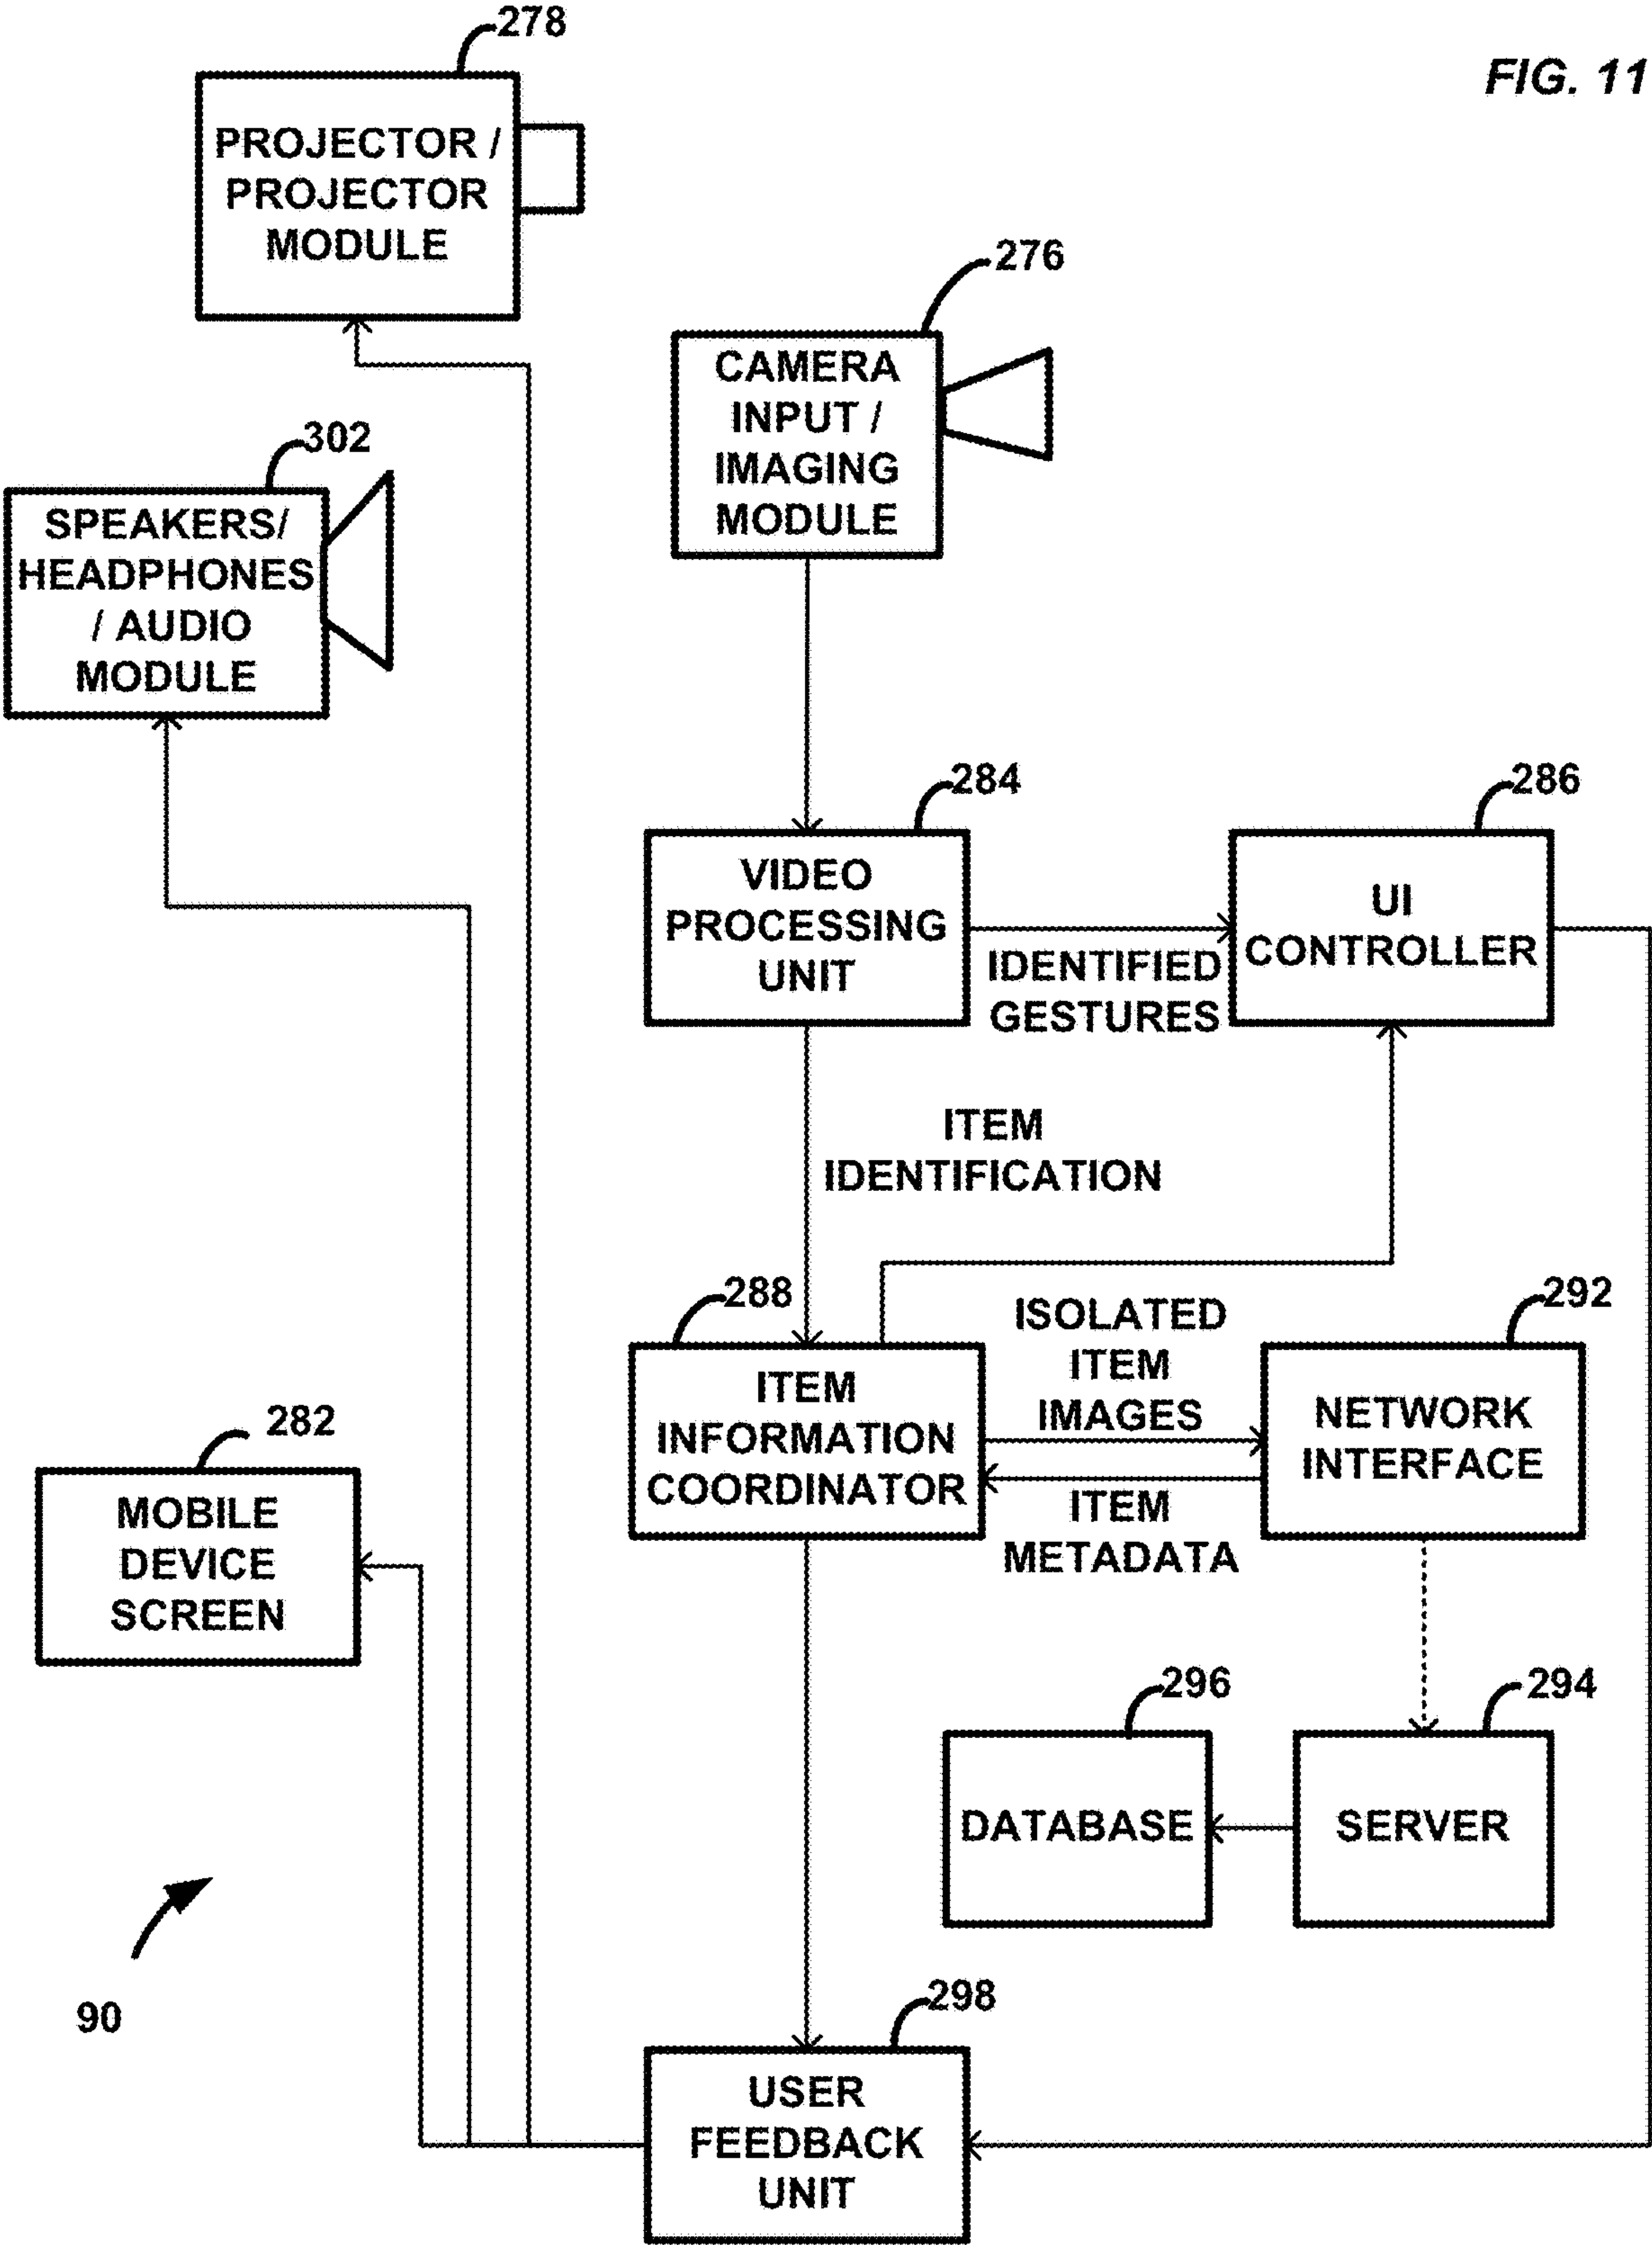 278
FIG. 11
PROJECTOR /
PROJECTOR
MODULE
276
CAMERA
INPUT /
IMAGING
MODULE
302
SPEAKERS/
HEADPHONES
/ AUDIO
MODULE
284
VIDEO
PROCESSING
UNIT
286
UI
CONTROLLER
IDENTIFIED
GESTURES
ITEM
IDENTIFICATION
288
ITEM
INFORMATION
COORDINATOR
ISOLATED
ITEM
IMAGES
ITEM
METADATA
292
NETWORK
INTERFACE
282
MOBILE
DEVICE
SCREEN
296
DATABASE
294
SERVER
90
298
USER
FEEDBACK
UNIT